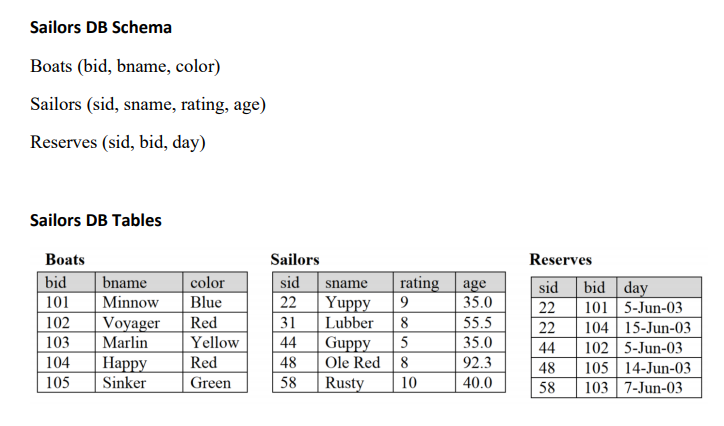 Sailors DB Schema
Boats (bid, bname, color)
Sailors (sid, sname, rating, age)
Reserves (sid, bid, day)
Sailors DB Tables
Boats
bid bname color
101 Minnow Blue
102 Voyager Red
103 Marlin Yellow
104 Happy Red
105 Sinker Green
Sailors
sid sname rating age
22 Yuppy 9 35.0
31 Lubber 8 55.5
44 Guppy 5 35.0
48 Ole Red 8 92.3
58 Rusty 10 40.0
Reserves
sid bid day
22 101 5-Jun-03
22 104 15-Jun-03
44 102 5-Jun-03
48 105 14-Jun-03
58 103 7-Jun-03